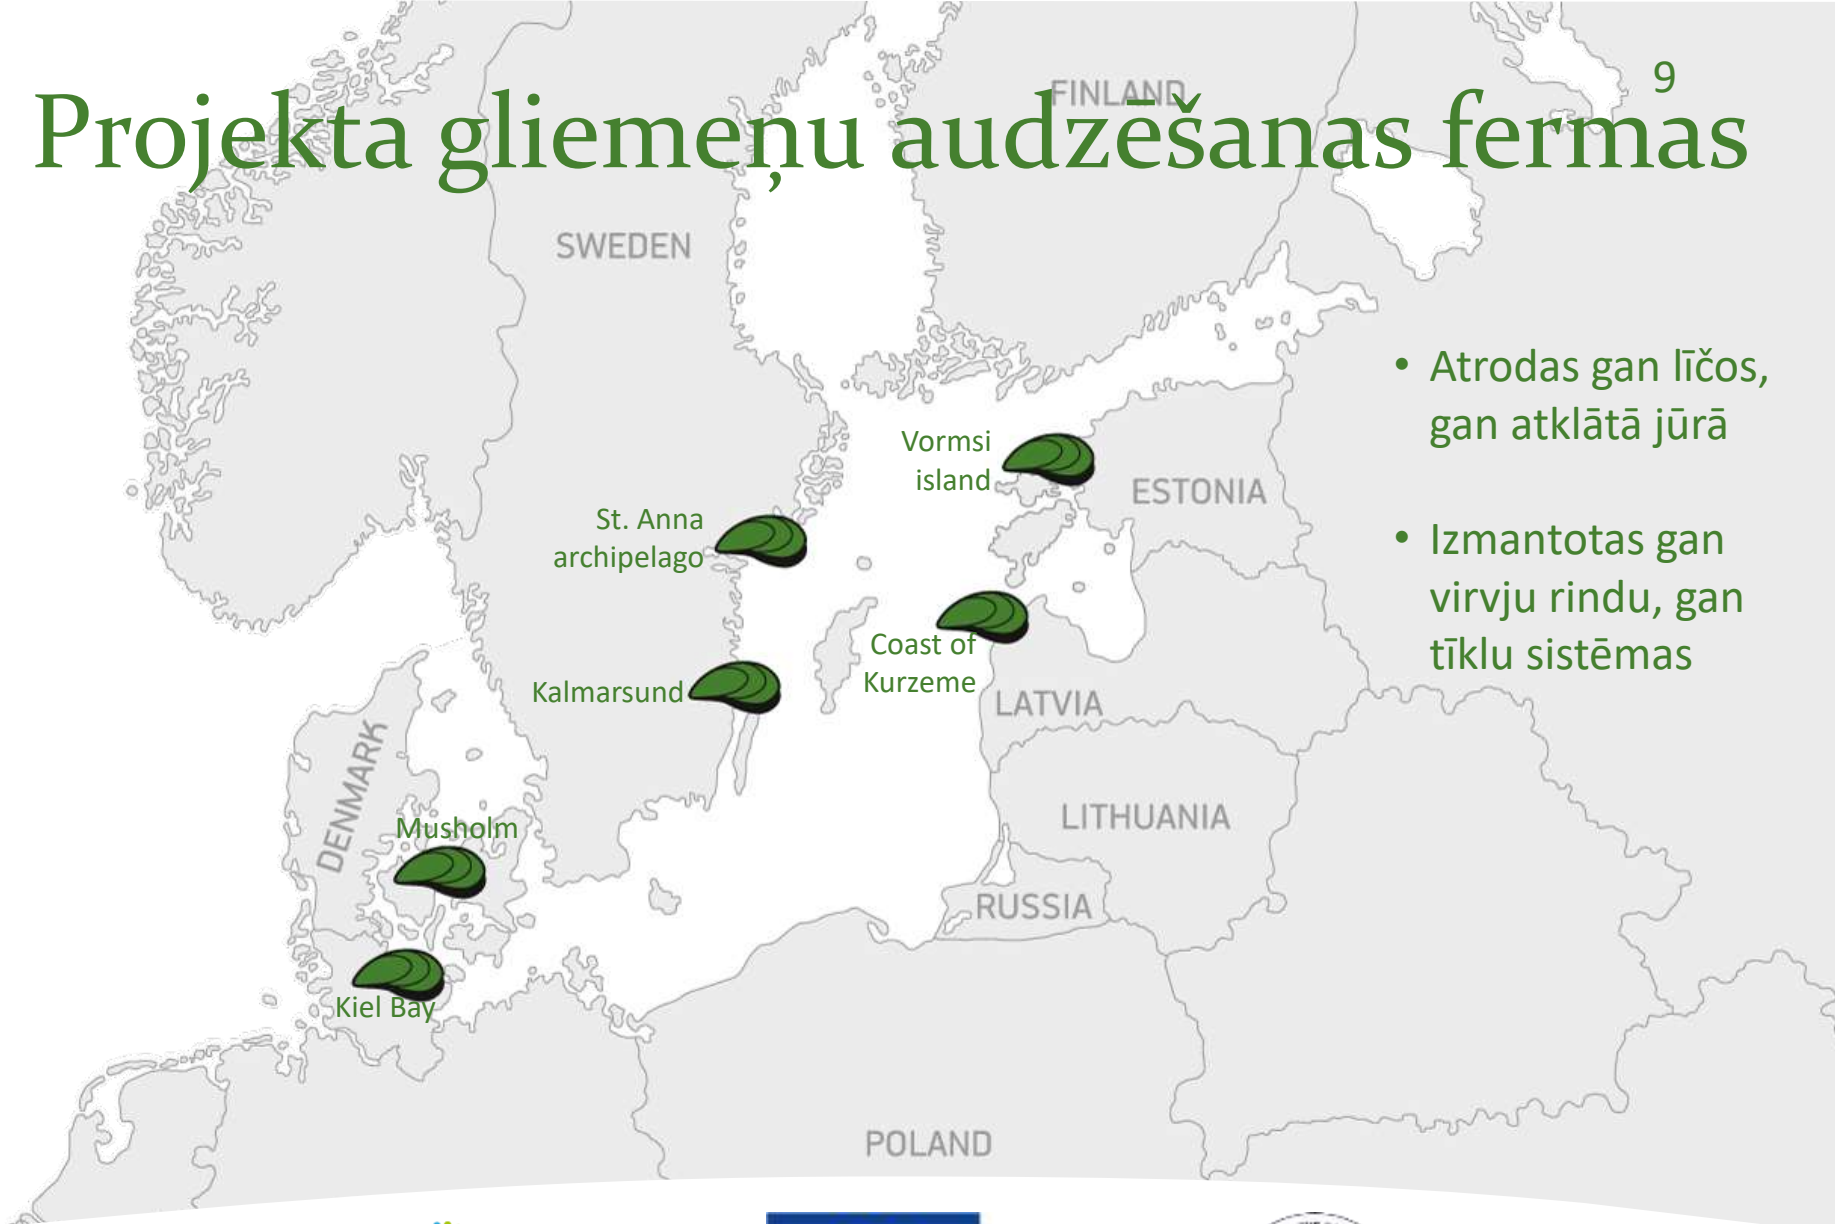 9
Projekta gliemeņu audzēšanas fermas
FINLAND
SWEDEN
• Atrodas gan līčos,
gan atklātā jūrā
Vormsi
island
ESTONIA
St. Anna
archipelago
• Izmantotas gan
virvju rindu, gan
tīklu sistēmas
Coast of
Kurzeme
Kalmarsund
LATVIA
DENMARK
LITHUANIA
Musholm
RUSSIA
Kiel Bay
POLAND